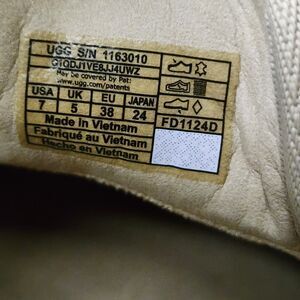 UGG S/N 1163010
Q1QDJ1VE8JJ4UWZ
May be covered by Pat:
www.ugg.com/patents
USA UK EU JAPAN
7 5 38 24
FD1124D
Made in Vietnam
Fabriqué au Vietnam
Hecho en Vietnam